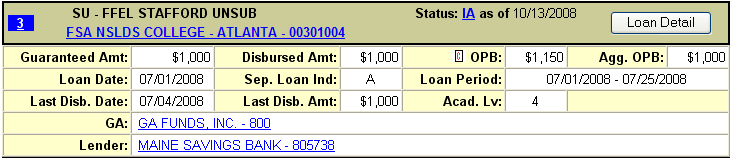 3 SU - FFEL STAFFORD UNSUB Status: IA as of 10/13/2008 Loan Detail
FSA NSLDS COLLEGE - ATLANTA - 00301004
Guaranteed Amt: $1,000 Disbursed Amt: $1,000 C OPB: $1,150 Agg. OPB: $1,000
Loan Date: 07/01/2008 Sep. Loan Ind: A Loan Period: 07/01/2008 - 07/25/2008
Last Disb. Date: 07/04/2008 Last Disb. Amt: $1,000 Acad. Lv: 4
GA: GA FUNDS, INC. - 800
Lender: MAINE SAVINGS BANK - 805738